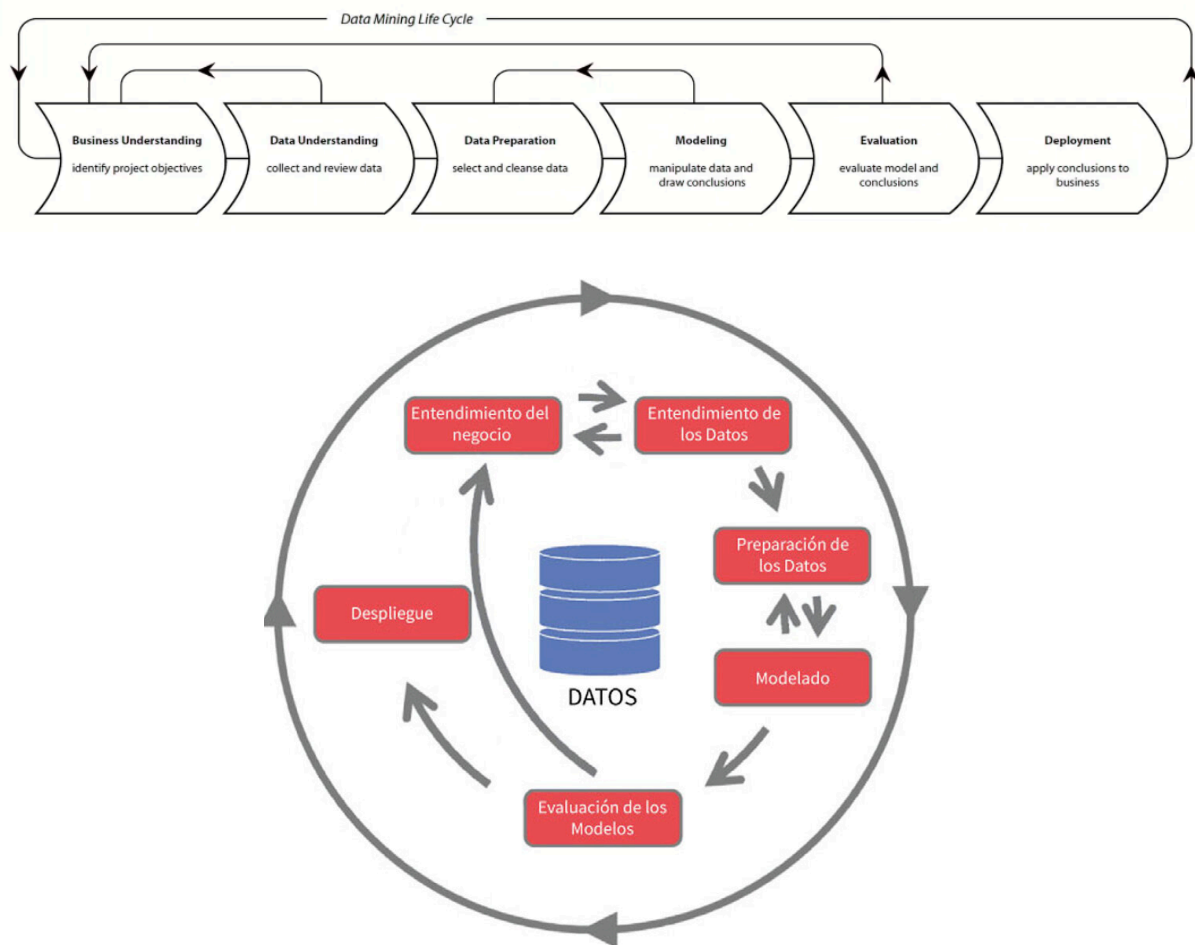 Data Mining Life Cycle
Business Understanding
identify project objectives
Data Understanding
collect and review data
Data Preparation
select and cleanse data
Modeling
manipulate data and
draw conclusions
Evaluation
evaluate model and
conclusions
Deployment
apply conclusions to
business
Entendimiento del
negocio
Entendimiento de
los Datos
Preparación de
los Datos
Despliegue
Modelado
DATOS
Evaluación de los
Modelos